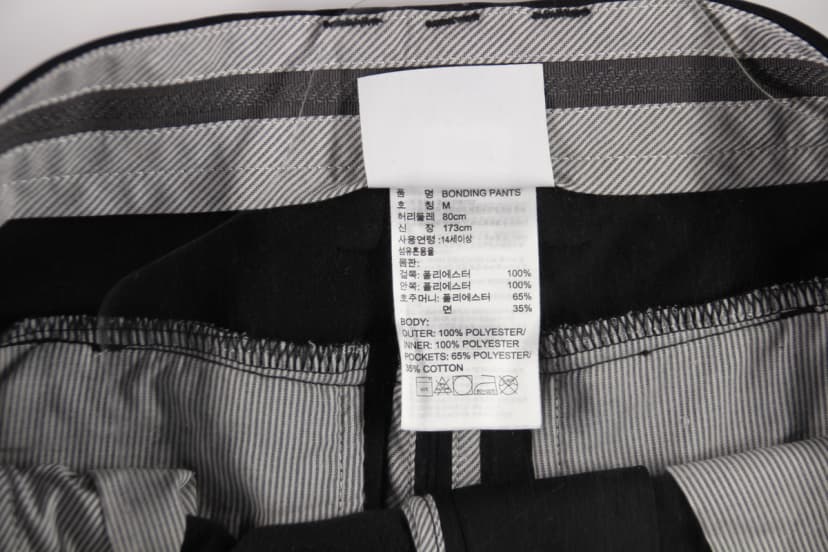 품 명 BONDING PANTS
호 칭 M
허리둘레 80cm
신 장 173cm
사용연령 :14세이상
섬유혼용율
몸판:
겉쪽: 폴리에스터 100%
안쪽: 폴리에스터 100%
호주머니: 폴리에스터 65%
면 35%
BODY:
OUTER: 100% POLYESTER/
INNER: 100% POLYESTER
POCKETS: 65% POLYESTER/
35% COTTON